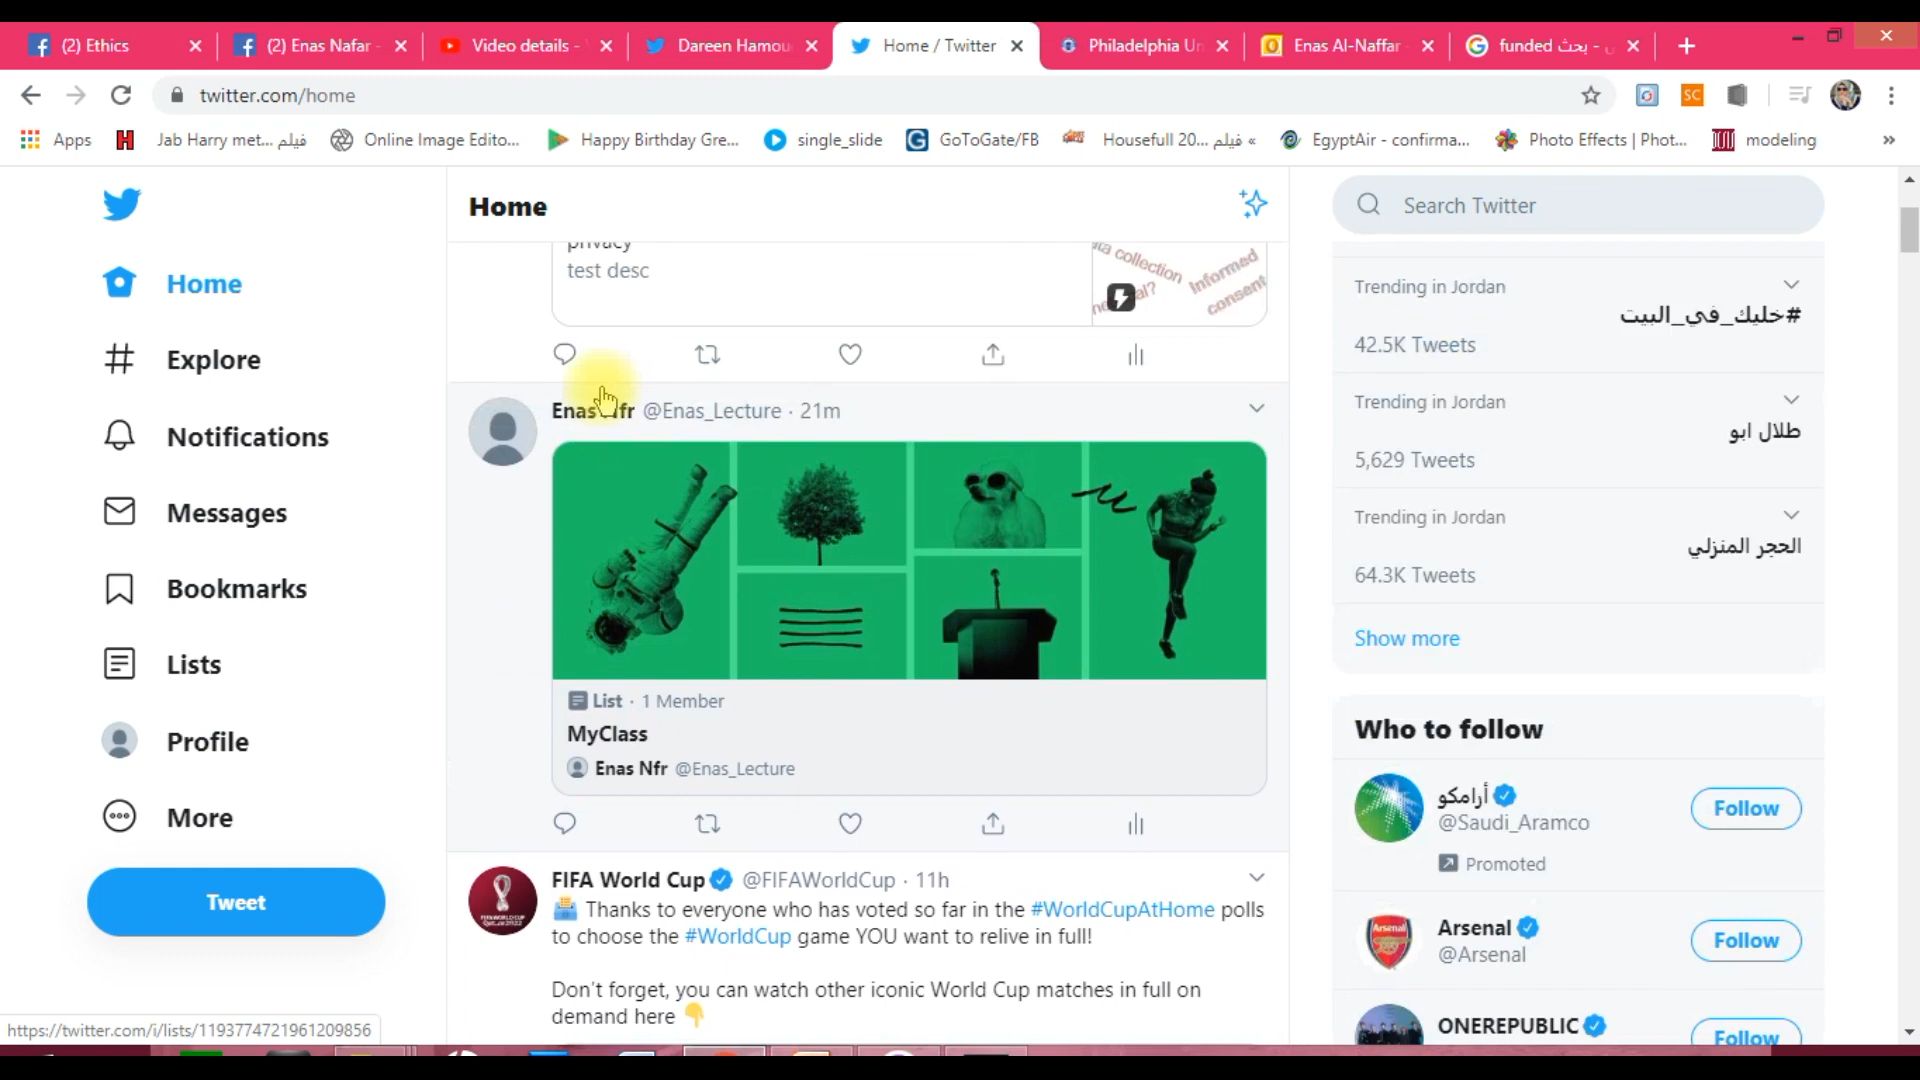 (2) Ethics
(2) Enas Nafar -
Video details -
Dareen Hamou
Home / Twitter
Philadelphia Un
Enas Al-Naffar
funded بحث -
twitter.com/home
Apps
Jab Harry met... فيلم
Online Image Edito...
Happy Birthday Gre...
single_slide
GoToGate/FB
Housefull 20... فيلم »
EgyptAir - confirma...
Photo Effects | Phot...
modeling
»
Home
Explore
Notifications
Messages
Bookmarks
Lists
Profile
More
Tweet
https://twitter.com/i/lists/1193774721961209856
Home
privacy
test desc
collection
Informed
consent
Enas Nfr @Enas_Lecture · 21m
List · 1 Member
MyClass
Enas Nfr @Enas_Lecture
FIFA World Cup @FIFAWorldCup · 11h
Thanks to everyone who has voted so far in the #WorldCupAtHome polls
to choose the #WorldCup game YOU want to relive in full!
Don't forget, you can watch other iconic World Cup matches in full on
demand here
Search Twitter
Trending in Jordan
#خليك_في_البيت
42.5K Tweets
Trending in Jordan
طلال ابو
5,629 Tweets
Trending in Jordan
الحجر المنزلي
64.3K Tweets
Show more
Who to follow
أرامكو
@Saudi_Aramco
Follow
Promoted
Arsenal
@Arsenal
Follow
ONEREPUBLIC
Follow